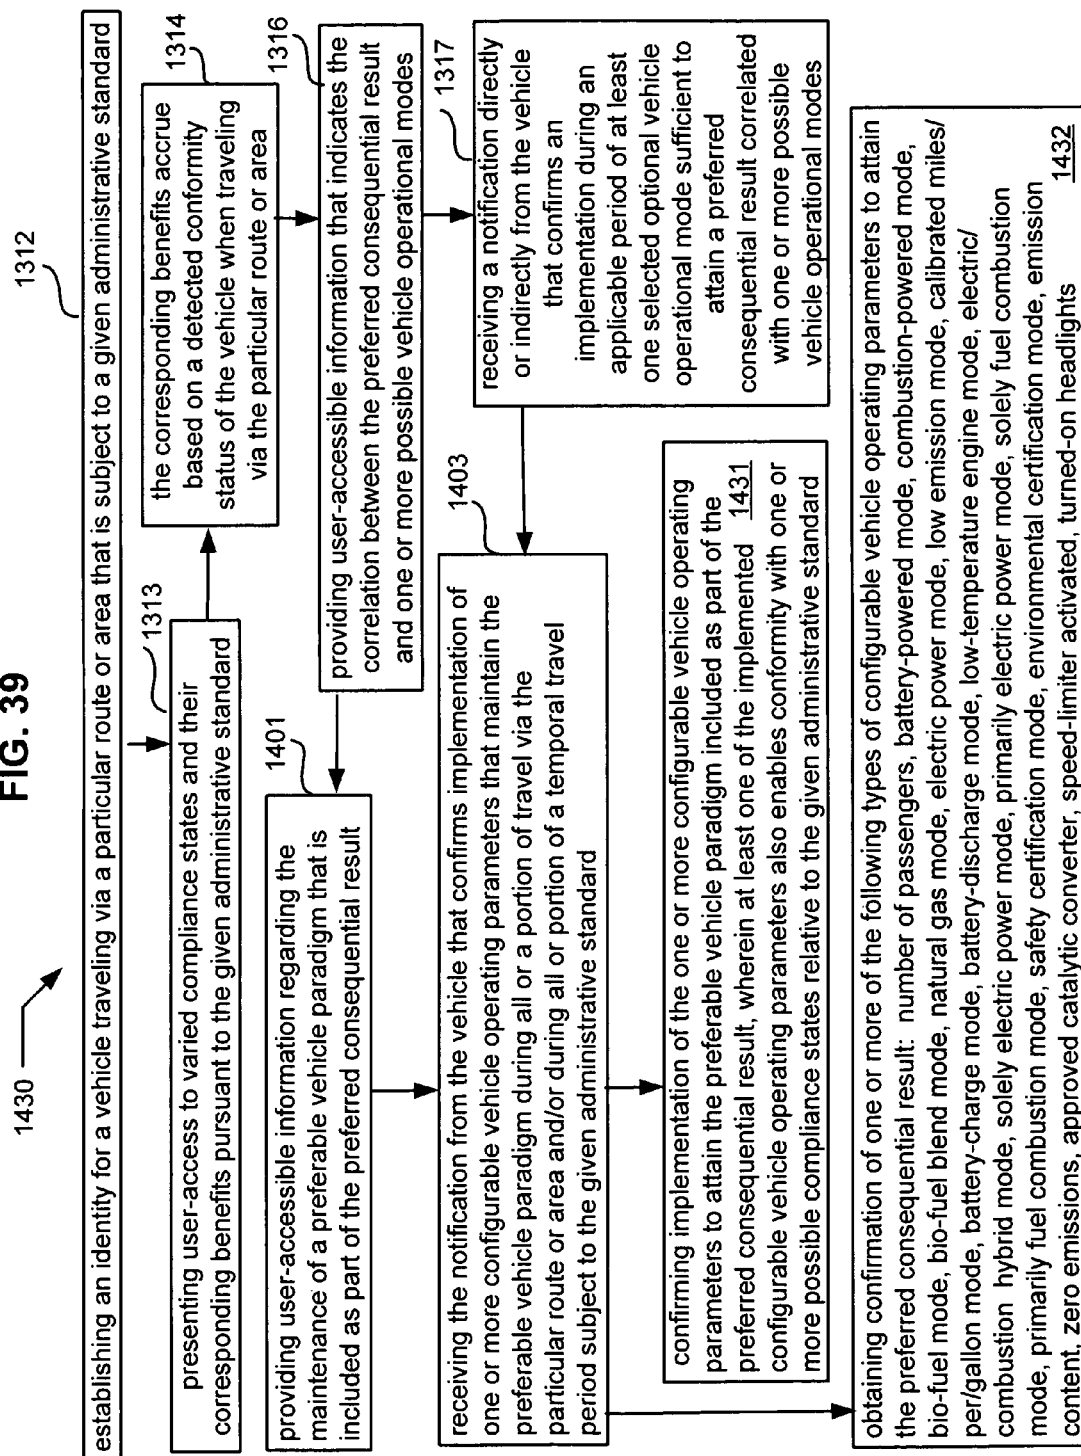 FIG. 39
1430
1312
establishing an identity for a vehicle traveling via a particular route or area that is subject to a given administrative standard
1313
presenting user-access to varied compliance states and their
corresponding benefits pursuant to the given administrative standard
1314
the corresponding benefits accrue
based on a detected conformity
status of the vehicle when traveling
via the particular route or area
1316
providing user-accessible information that indicates the
correlation between the preferred consequential result
and one or more possible vehicle operational modes
1317
receiving a notification directly
or indirectly from the vehicle
that confirms an
implementation during an
applicable period of at least
one selected optional vehicle
operational mode sufficient to
attain a preferred
consequential result correlated
with one or more possible
vehicle operational modes
1401
providing user-accessible information regarding the
maintenance of a preferable vehicle paradigm that is
included as part of the preferred consequential result
1403
receiving the notification from the vehicle that confirms implementation of
one or more configurable vehicle operating parameters that maintain the
preferable vehicle paradigm during all or a portion of travel via the
particular route or area and/or during all or portion of a temporal travel
period subject to the given administrative standard
confirming implementation of the one or more configurable vehicle operating
parameters to attain the preferable vehicle paradigm included as part of the
preferred consequential result, wherein at least one of the implemented 1431
configurable vehicle operating parameters also enables conformity with one or
more possible compliance states relative to the given administrative standard
obtaining confirmation of one or more of the following types of configurable vehicle operating parameters to attain
the preferred consequential result: number of passengers, battery-powered mode, combustion-powered mode,
bio-fuel mode, bio-fuel blend mode, natural gas mode, electric power mode, low emission mode, calibrated miles/
per/gallon mode, battery-charge mode, battery-discharge mode, low-temperature engine mode, electric/
combustion hybrid mode, solely electric power mode, primarily electric power mode, solely fuel combustion
mode, primarily fuel combustion mode, safety certification mode, environmental certification mode, emission
content, zero emissions, approved catalytic converter, speed-limiter activated, turned-on headlights 1432